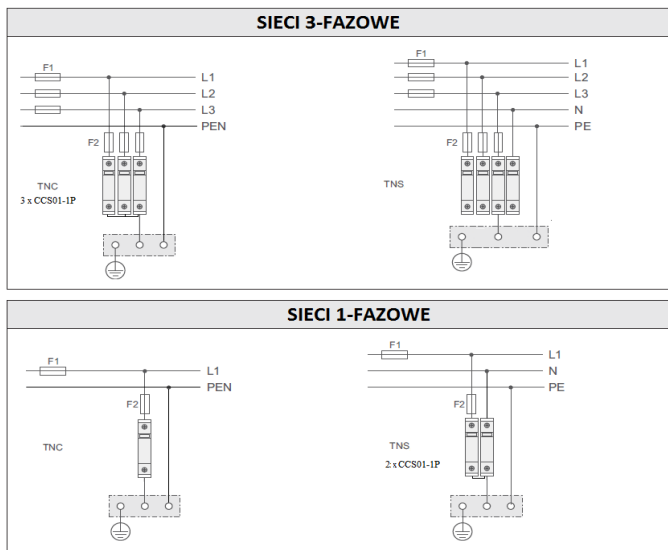 SIECI 3-FAZOWE
F1
L1
L2
L3
PEN
F2
TNC
3 x CCS01-1P
F1
L1
L2
L3
N
PE
F2
TNS
SIECI 1-FAZOWE
F1
L1
PEN
F2
TNC
F1
L1
N
PE
F2
TNS
2 x CCS01-1P